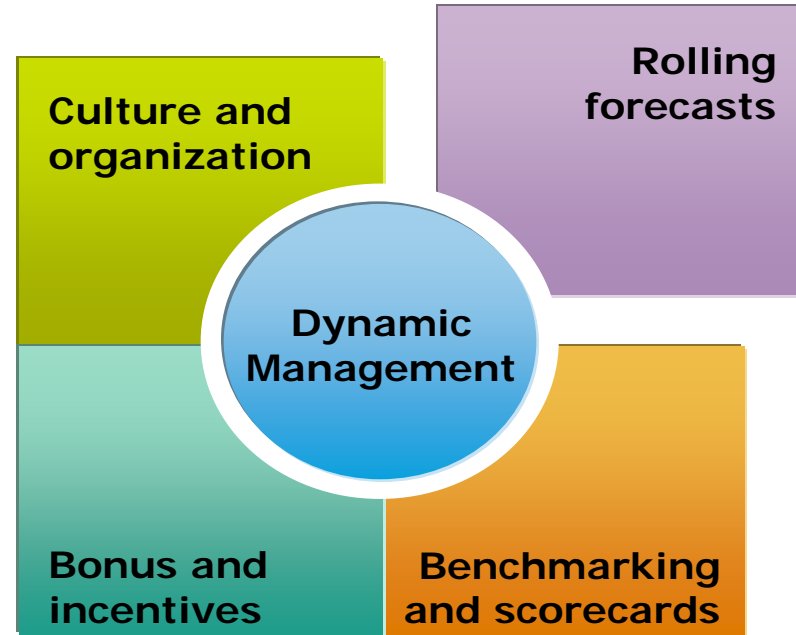 Culture and
organization
Rolling
forecasts
Dynamic
Management
Bonus and
incentives
Benchmarking
and scorecards